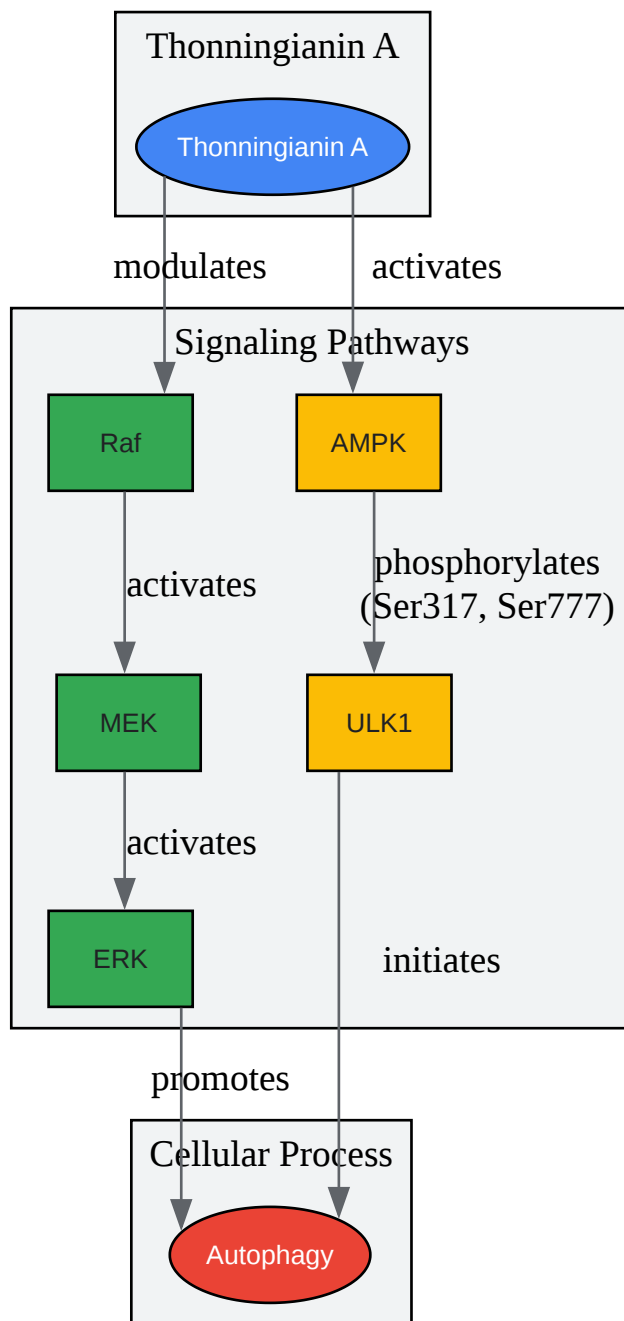 Thonningianin A
Thonningianin A
modulates
activates
Signaling Pathways
Raf
AMPK
activates
phosphorylates
(Ser317, Ser777)
MEK
ULK1
activates
ERK
initiates
promotes
Cellular Process
Autophagy